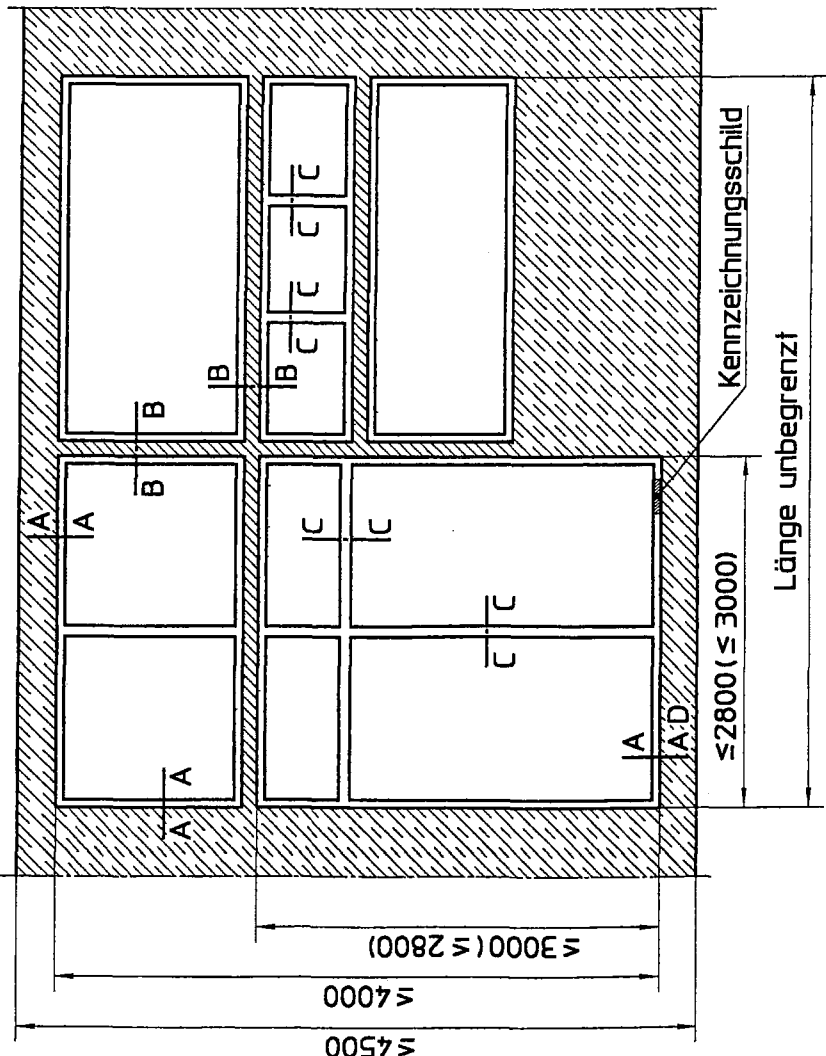 C
C
C
C
B
B
B
B
A
A
C
C
C
C
A
A
A
A D
Kennzeichnungsschild
≤2800(≤3000)
Länge unbegrenzt
≤3000(≤2800)
≤4000
≤4500